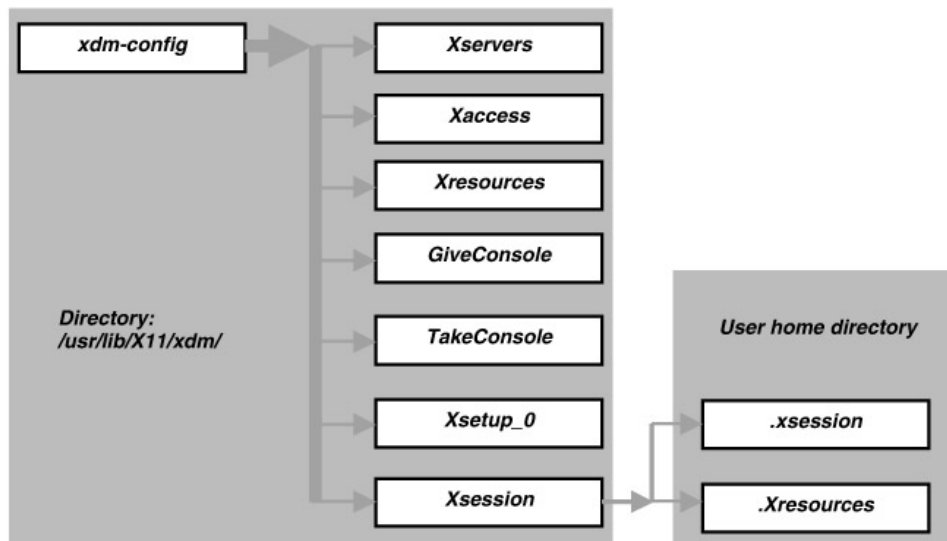 xdm-config
Xservers
Xaccess
Xresources
GiveConsole
Directory:
/usr/lib/X11/xdm/
TakeConsole
User home directory
Xsetup_0
.xsession
Xsession
.Xresources